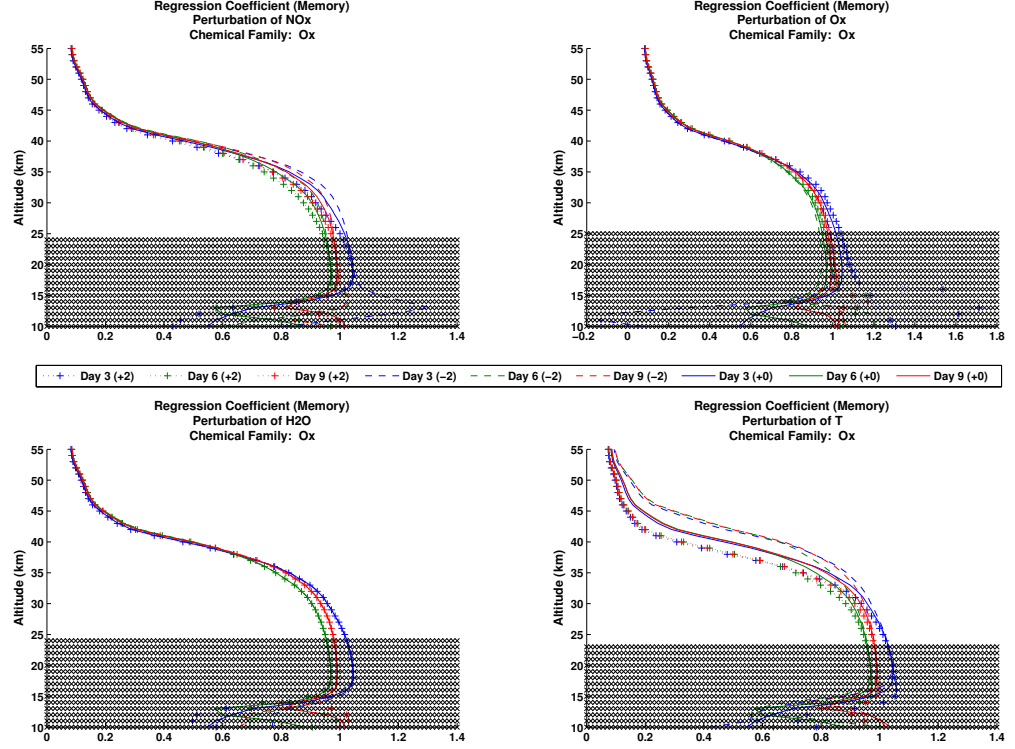 Regression Coefficient (Memory)
Perturbation of NOx
Chemical Family: Ox
Altitude (km)
55
50
45
40
35
30
25
20
15
10
0 0.2 0.4 0.6 0.8 1 1.2 1.4
Regression Coefficient (Memory)
Perturbation of Ox
Chemical Family: Ox
Altitude (km)
55
50
45
40
35
30
25
20
15
10
−0.2 0 0.2 0.4 0.6 0.8 1 1.2 1.4 1.6 1.8
Day 3 (+2) Day 6 (+2) Day 9 (+2) Day 3 (−2) Day 6 (−2) Day 9 (−2) Day 3 (+0) Day 6 (+0) Day 9 (+0)
Regression Coefficient (Memory)
Perturbation of H2O
Chemical Family: Ox
Altitude (km)
55
50
45
40
35
30
25
20
15
10
0 0.2 0.4 0.6 0.8 1 1.2 1.4
Regression Coefficient (Memory)
Perturbation of T
Chemical Family: Ox
Altitude (km)
55
50
45
40
35
30
25
20
15
10
0 0.2 0.4 0.6 0.8 1 1.2 1.4